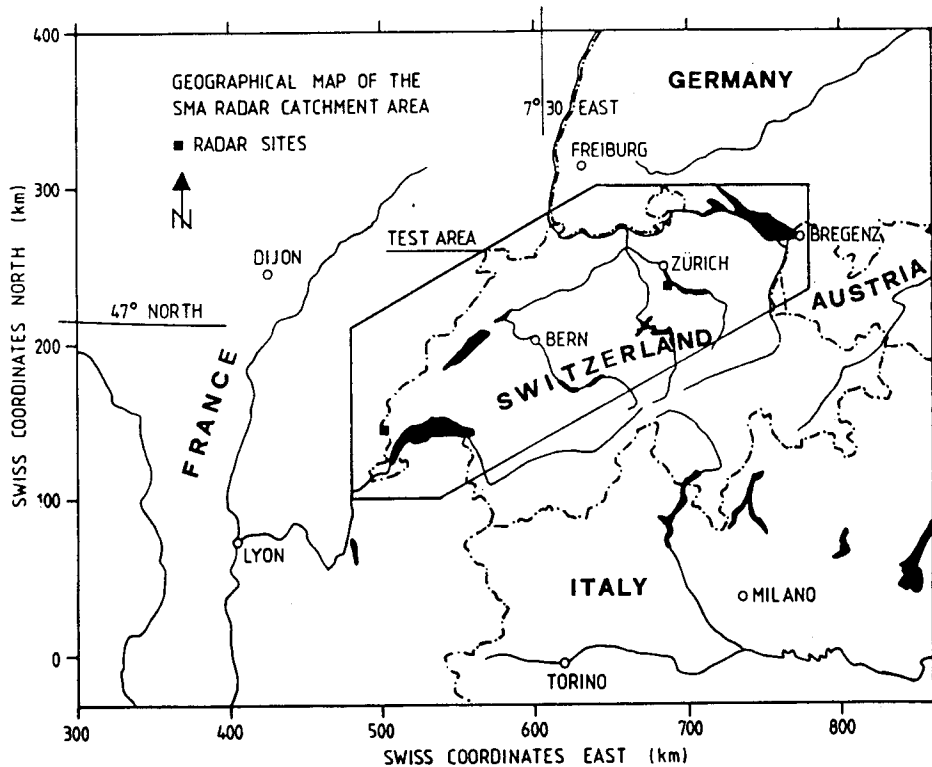 400
300
200
100
0
SWISS COORDINATES NORTH (km)
GEOGRAPHICAL MAP OF THE
SMA RADAR CATCHMENT AREA
■ RADAR SITES
N
7° 30 EAST
GERMANY
FREIBURG
TEST AREA
DIJON
BREGENZ
ZÜRICH
47° NORTH
AUSTRIA
BERN
SWITZERLAND
FRANCE
LYON
ITALY
MILANO
TORINO
300 400 500 600 700 800
SWISS COORDINATES EAST (km)